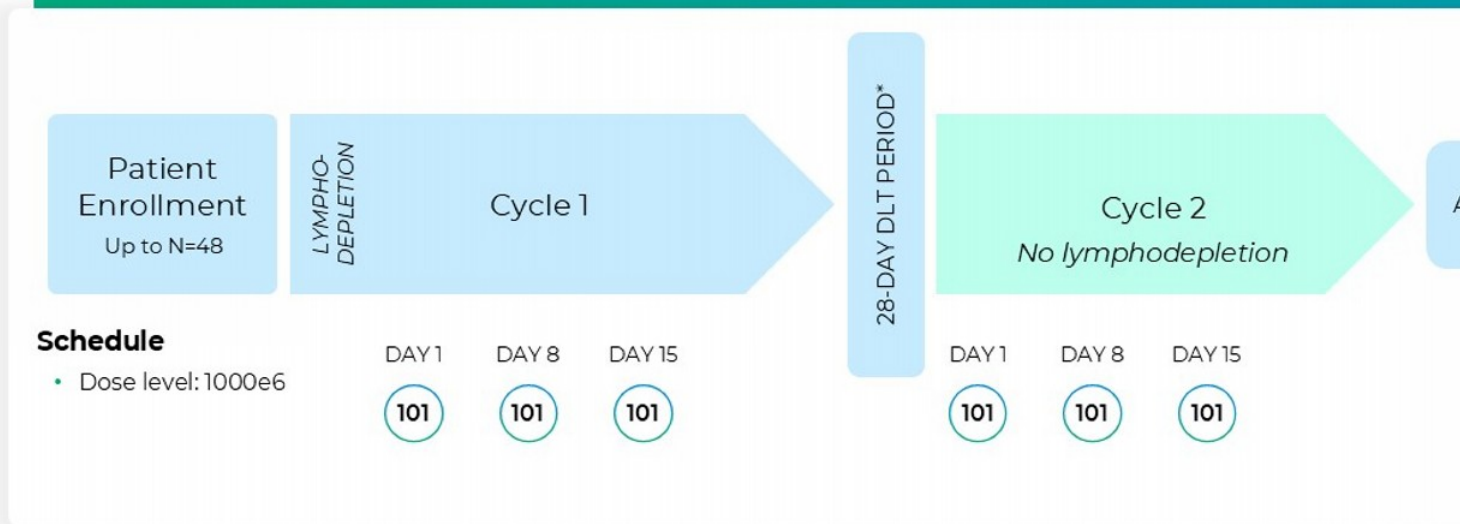 Patient
Enrollment
Up to N=48
LYMPHO-
DEPLETION
Cycle 1
28-DAY DLT PERIOD*
Cycle 2
No lymphodepletion
Schedule
• Dose level: 1000e6
DAY 1 DAY 8 DAY 15
101 101 101
DAY 1 DAY 8 DAY 15
101 101 101